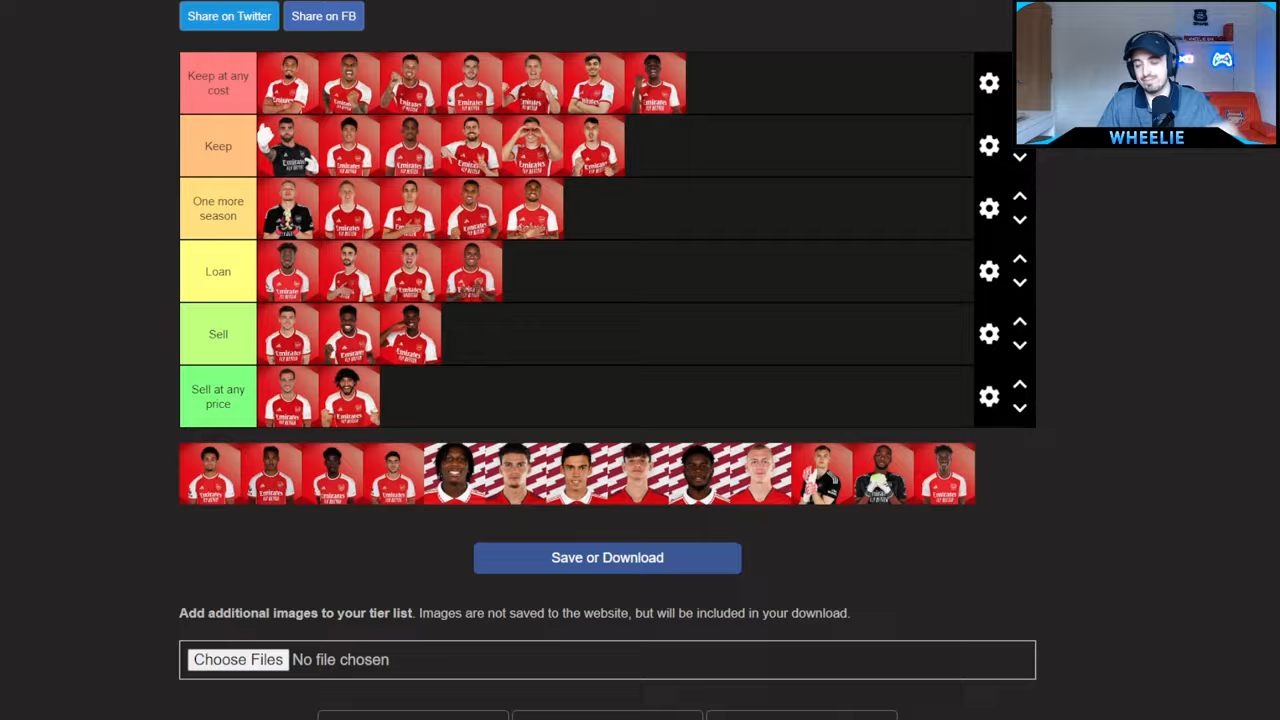 Share on Twitter
Share on FB
WHEELIE
Keep at any
cost
Keep
One more
season
Loan
Sell
Sell at any
price
Save or Download
Add additional images to your tier list. Images are not saved to the website, but will be included in your download.
Choose Files No file chosen